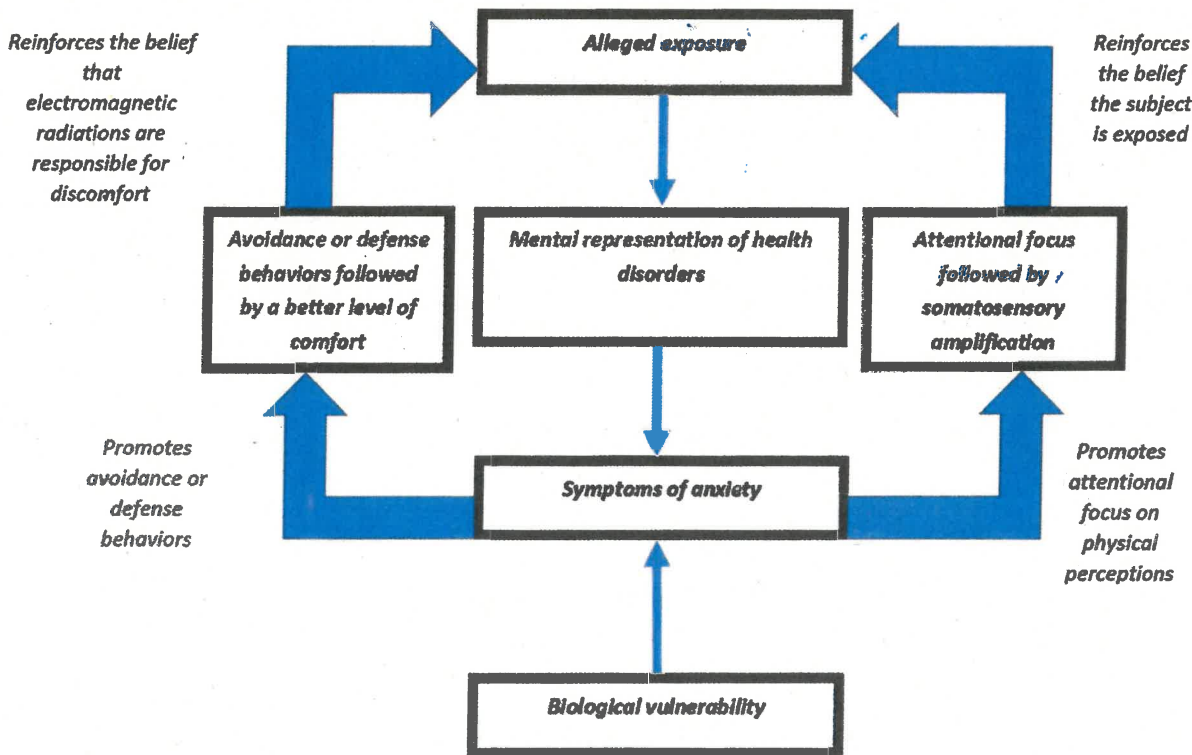 Reinforces the belief
that
electromagnetic
radiations are
responsible for
discomfort
Alleged exposure
Reinforces
the belief
the subject
is exposed
Avoidance or defense
behaviors followed
by a better level of
comfort
Mental representation of health
disorders
Attentional focus
followed by
somatosensory
amplification
Promotes
avoidance or
defense
behaviors
Symptoms of anxiety
Promotes
attentional
focus on
physical
perceptions
Biological vulnerability